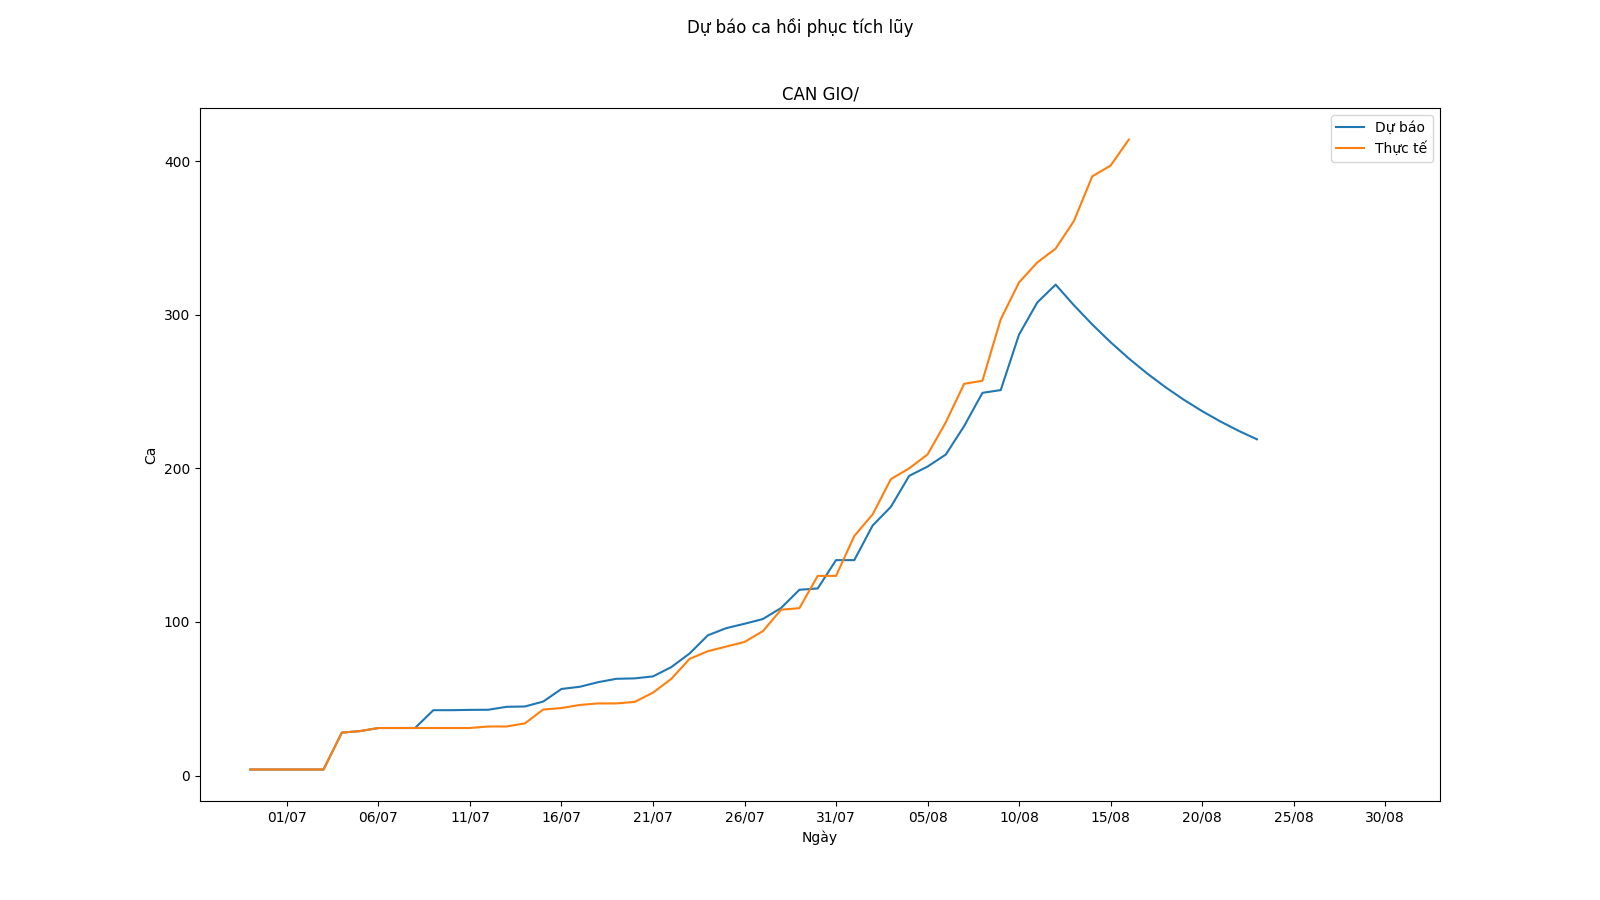 Dự báo ca hồi phục tích lũy
CAN GIO/
Dự báo
Thực tế
400
300
200
100
0
Ca
01/07 06/07 11/07 16/07 21/07 26/07 31/07 05/08 10/08 15/08 20/08 25/08 30/08
Ngày